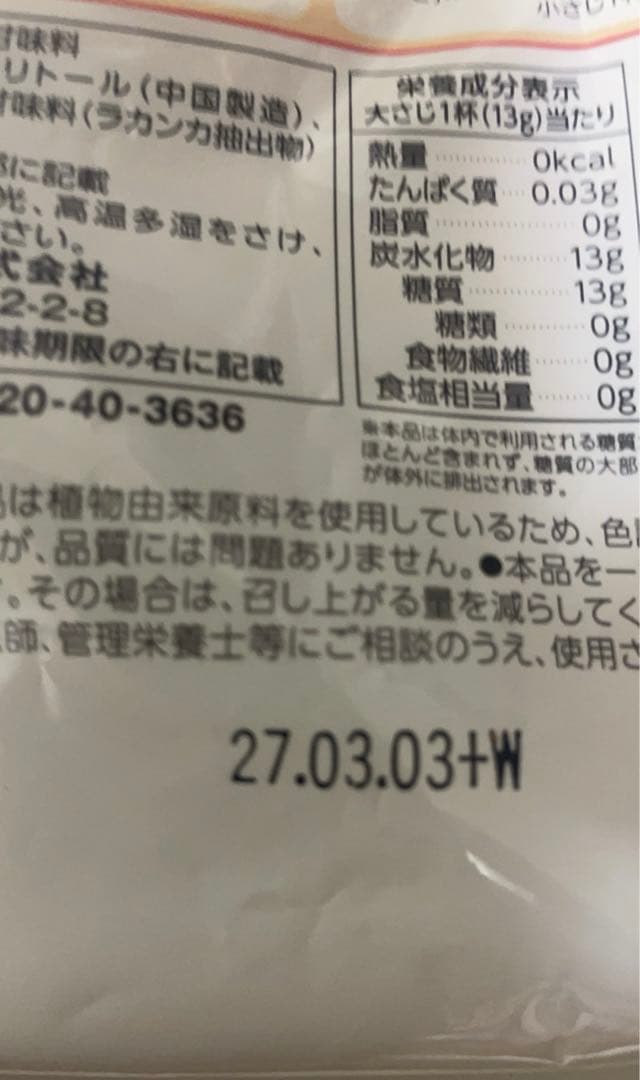 小さじ1
甘味料
リトール(中国製造)、
甘味料(ラカンカ抽出物)
に記載
光、高温多湿をさけ、
さい。
式会社
2-2-8
味期限の右に記載
20-40-3636
栄養成分表示
大さじ1杯(13g)当たり
熱量 0kcal
たんぱく質 0.03g
脂質 0g
炭水化物 13g
糖質 13g
糖類 0g
食物繊維 0g
食塩相当量 0g
※本品は体内で利用される糖質
ほとんど含まれず、糖質の大部
が体外に排出されます。
は植物由来原料を使用しているため、色
が、品質には問題ありません。●本品を一
。その場合は、召し上がる量を減らしてく
師、管理栄養士等にご相談のうえ、使用さ
27.03.03+W